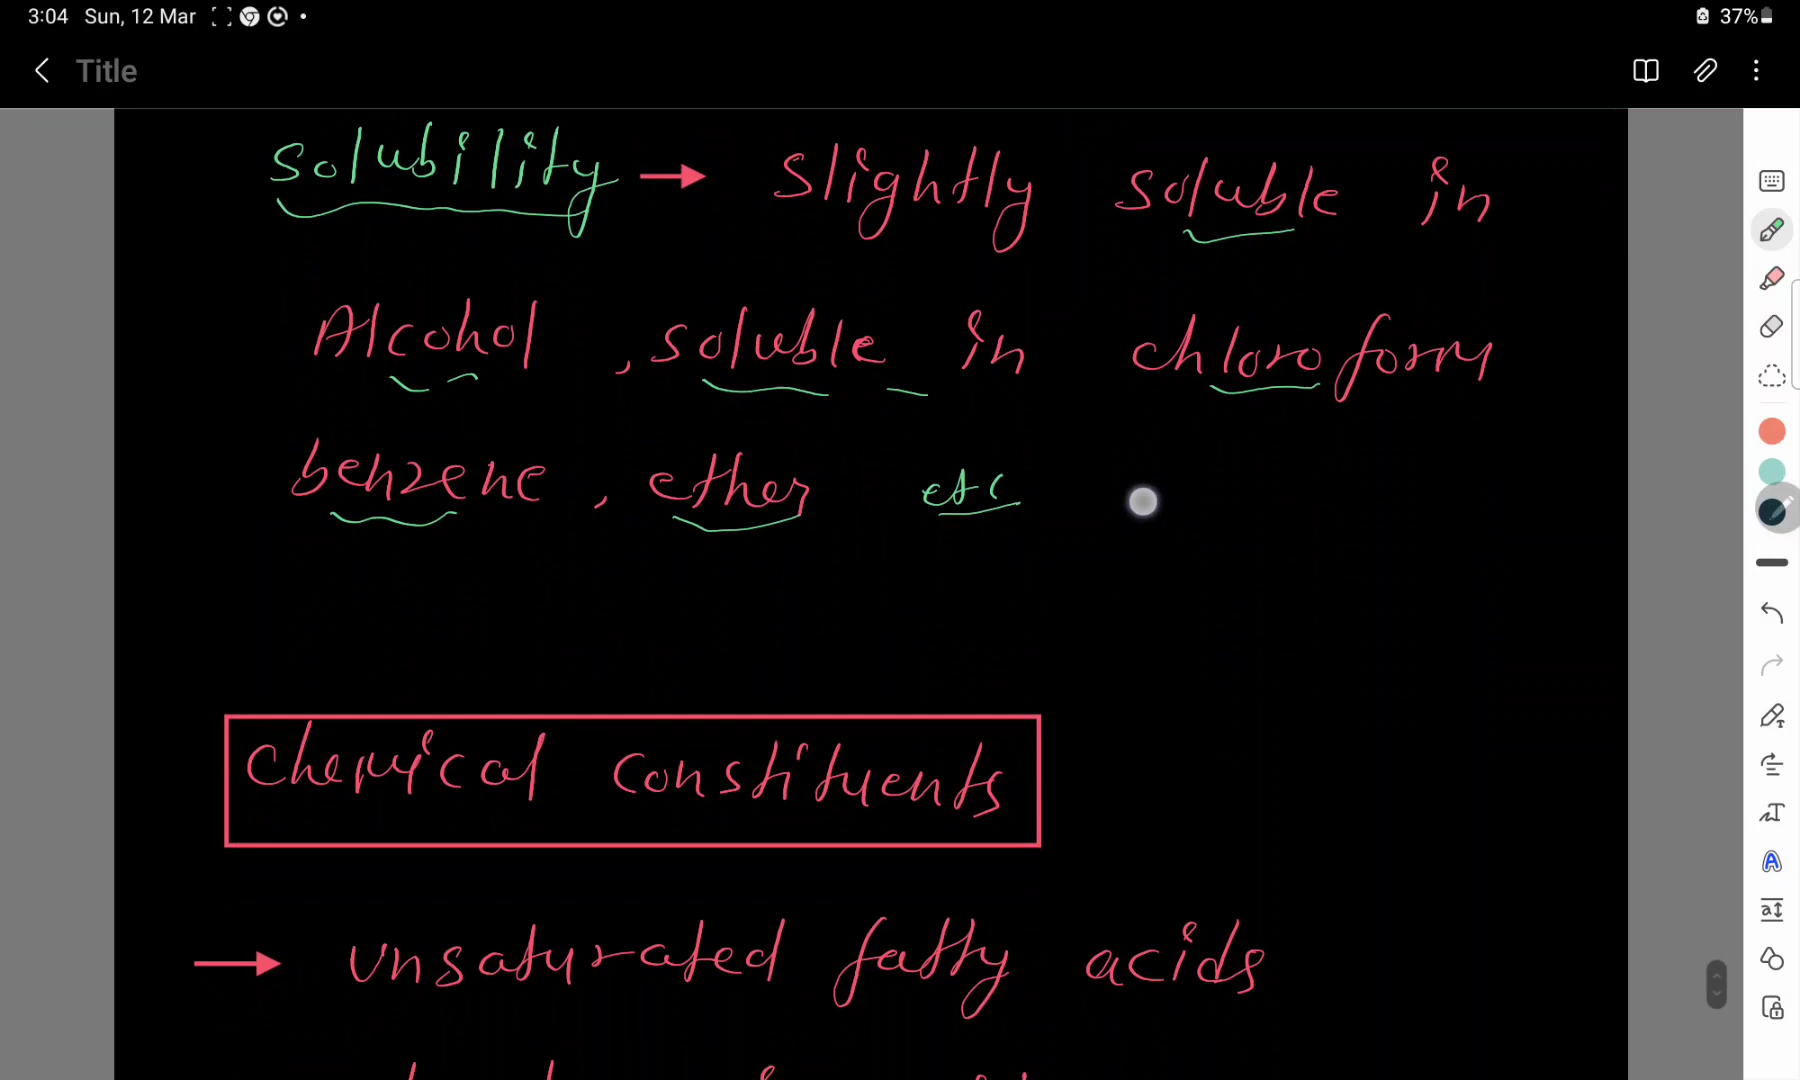 3:04 Sun, 12 Mar
37%
Title
Solubility → Slightly soluble in
Alcohol , soluble in chloroform
benzene , ether etc
Chemical constituents
→ unsaturated fatty acids